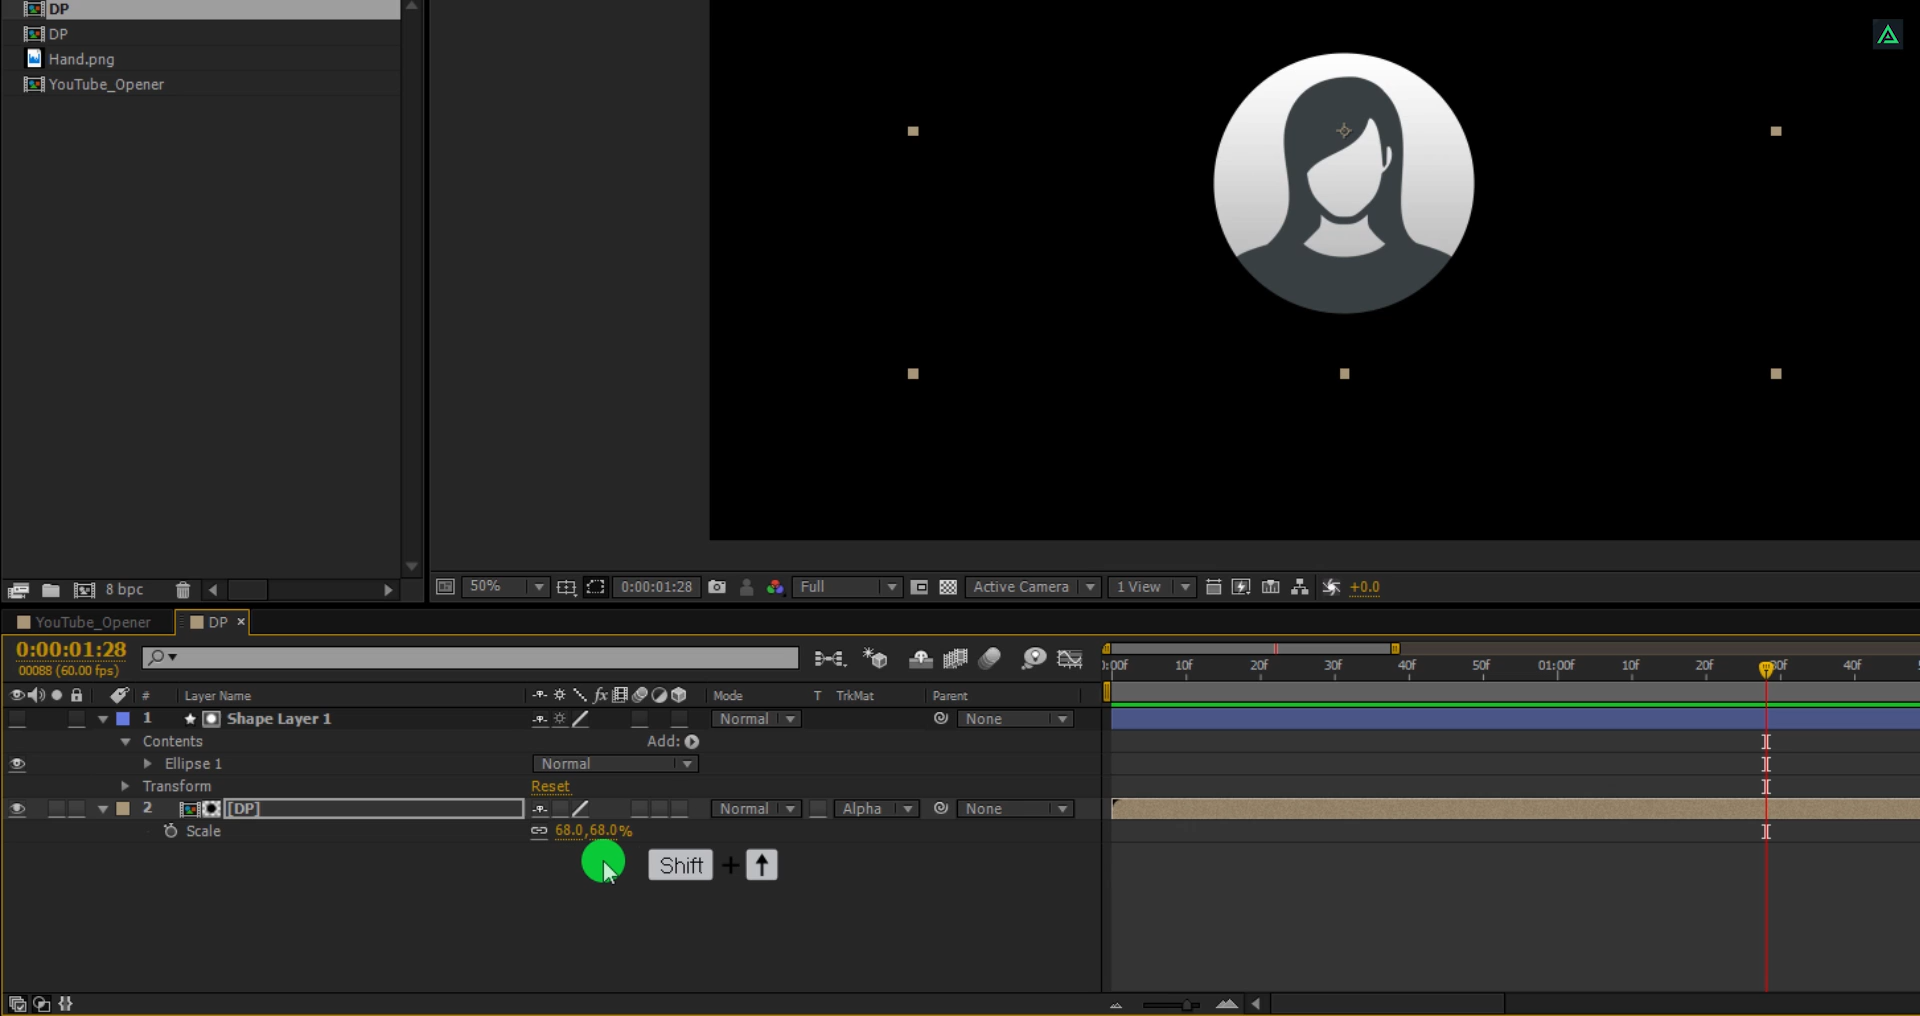 DP
DP
Hand.png
YouTube_Opener
8 bpc
50%
0:00:01:28
Full
Active Camera
1 View
+0.0
YouTube_Opener
DP ×
0:00:01:28
00088 (60.00 fps)
# Layer Name fx Mode T TrkMat Parent
):00f 10f 20f 30f 40f 50f 01:00f 10f 20f 30f 40f
1 Shape Layer 1 Normal None
Contents Add:
Ellipse 1 Normal
Transform Reset
2 [DP] Normal Alpha None
Scale 68.0,68.0%
Shift + ↑